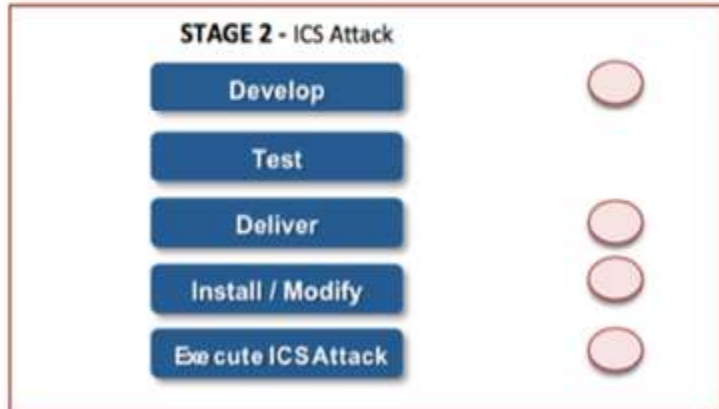 STAGE 2 - ICS Attack
Develop
Test
Deliver
Install / Modify
Execute ICS Attack